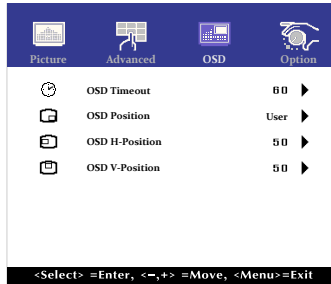 Picture Advanced OSD Option
OSD Timeout 60
OSD Position User
OSD H-Position 50
OSD V-Position 50
<Select> =Enter, <−,+> =Move, <Menu>=Exit